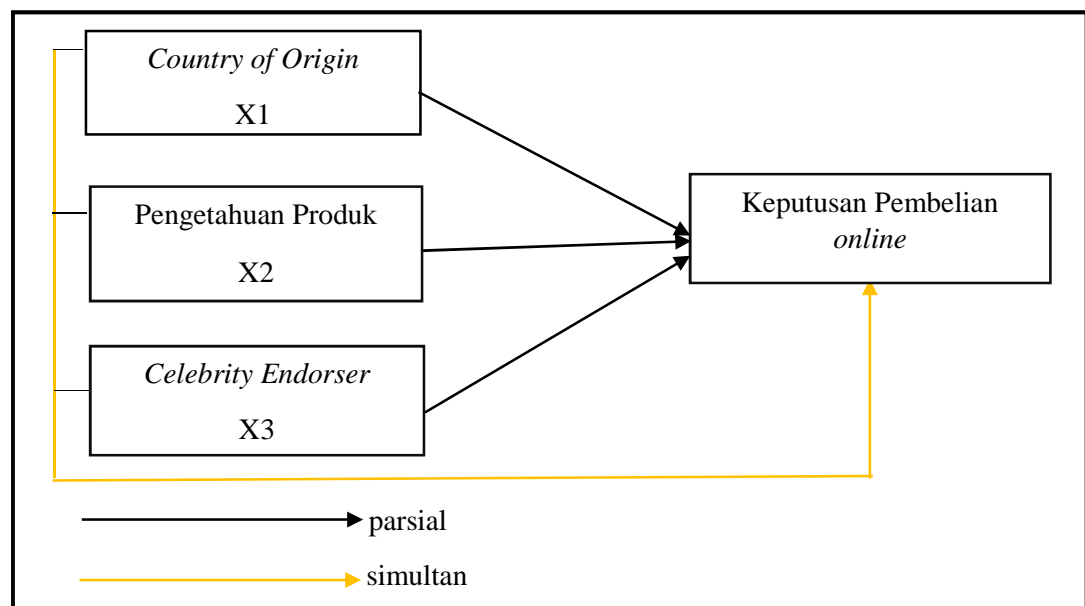 Country of Origin
X1
Pengetahuan Produk
X2
Celebrity Endorser
X3
Keputusan Pembelian
online
parsial
simultan